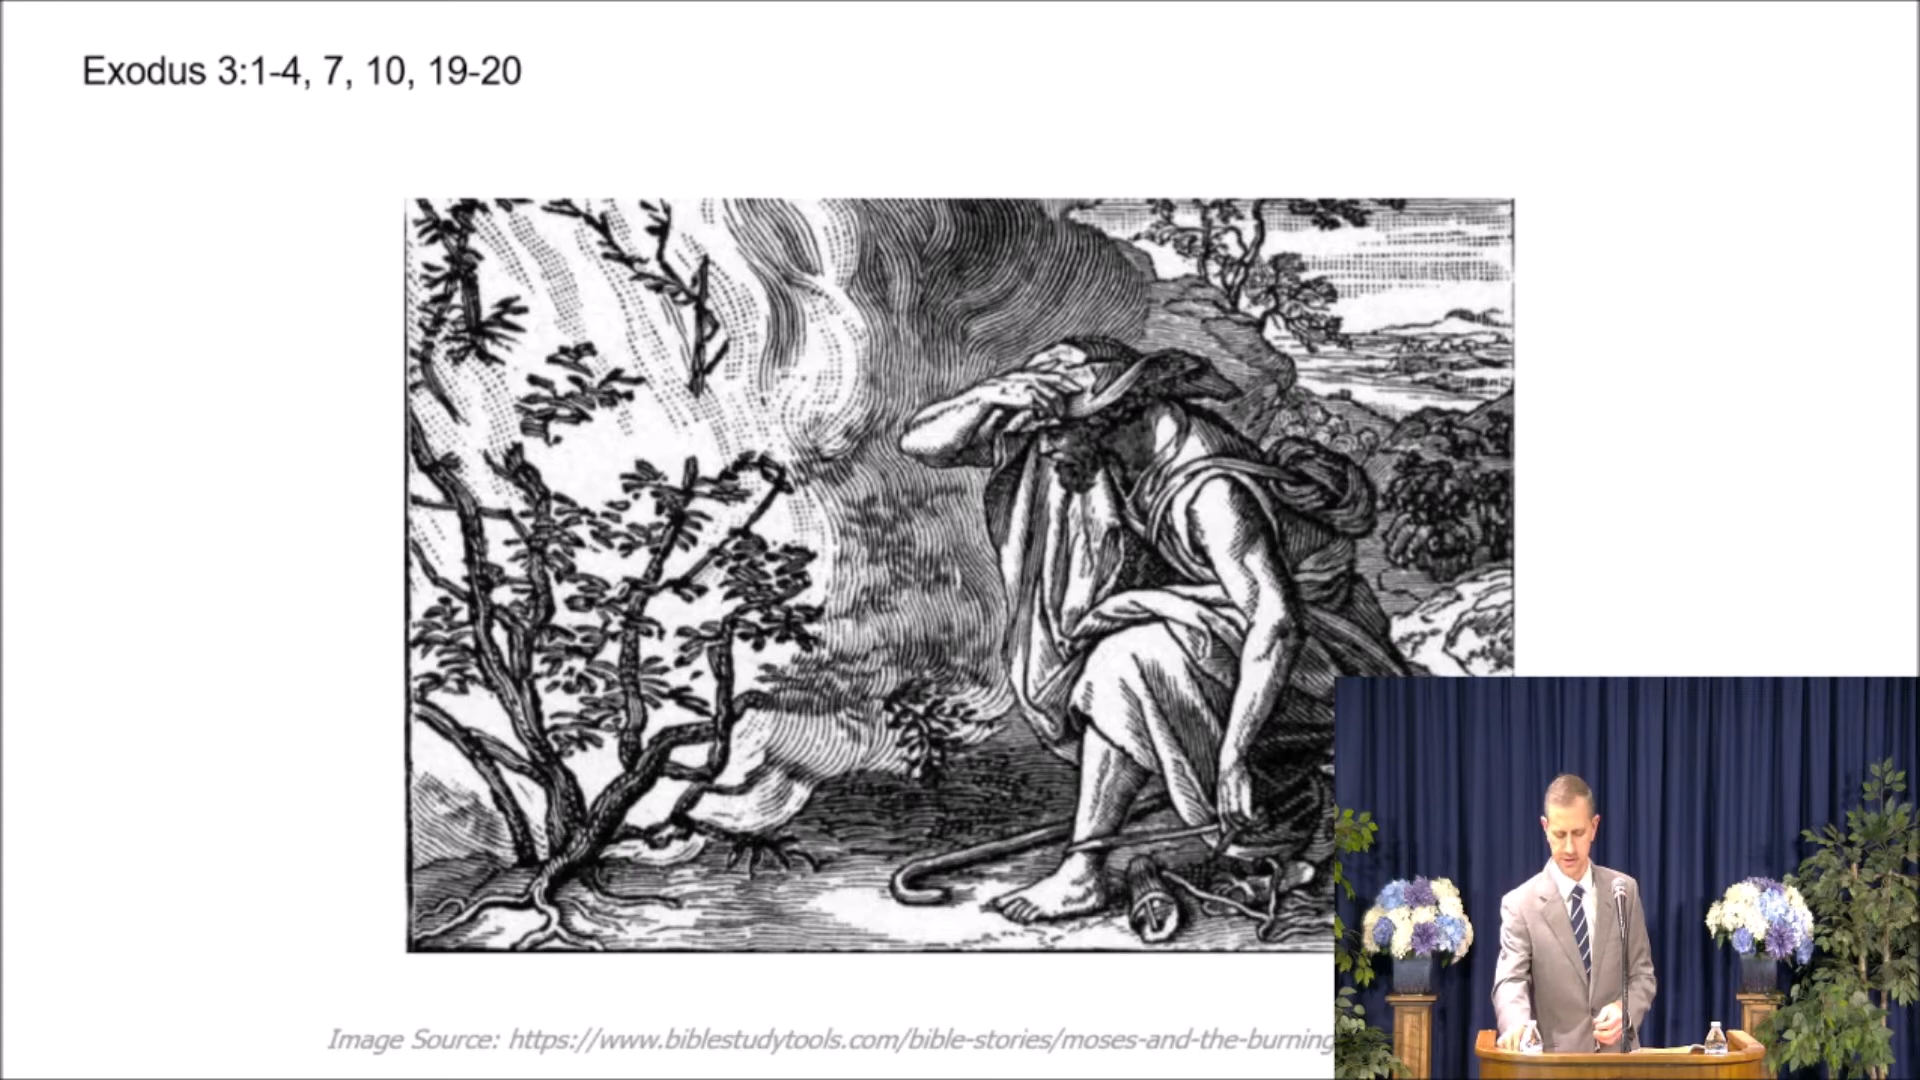 Exodus 3:1-4, 7, 10, 19-20
Image Source: https://www.biblestudytools.com/bible-stories/moses-and-the-burning